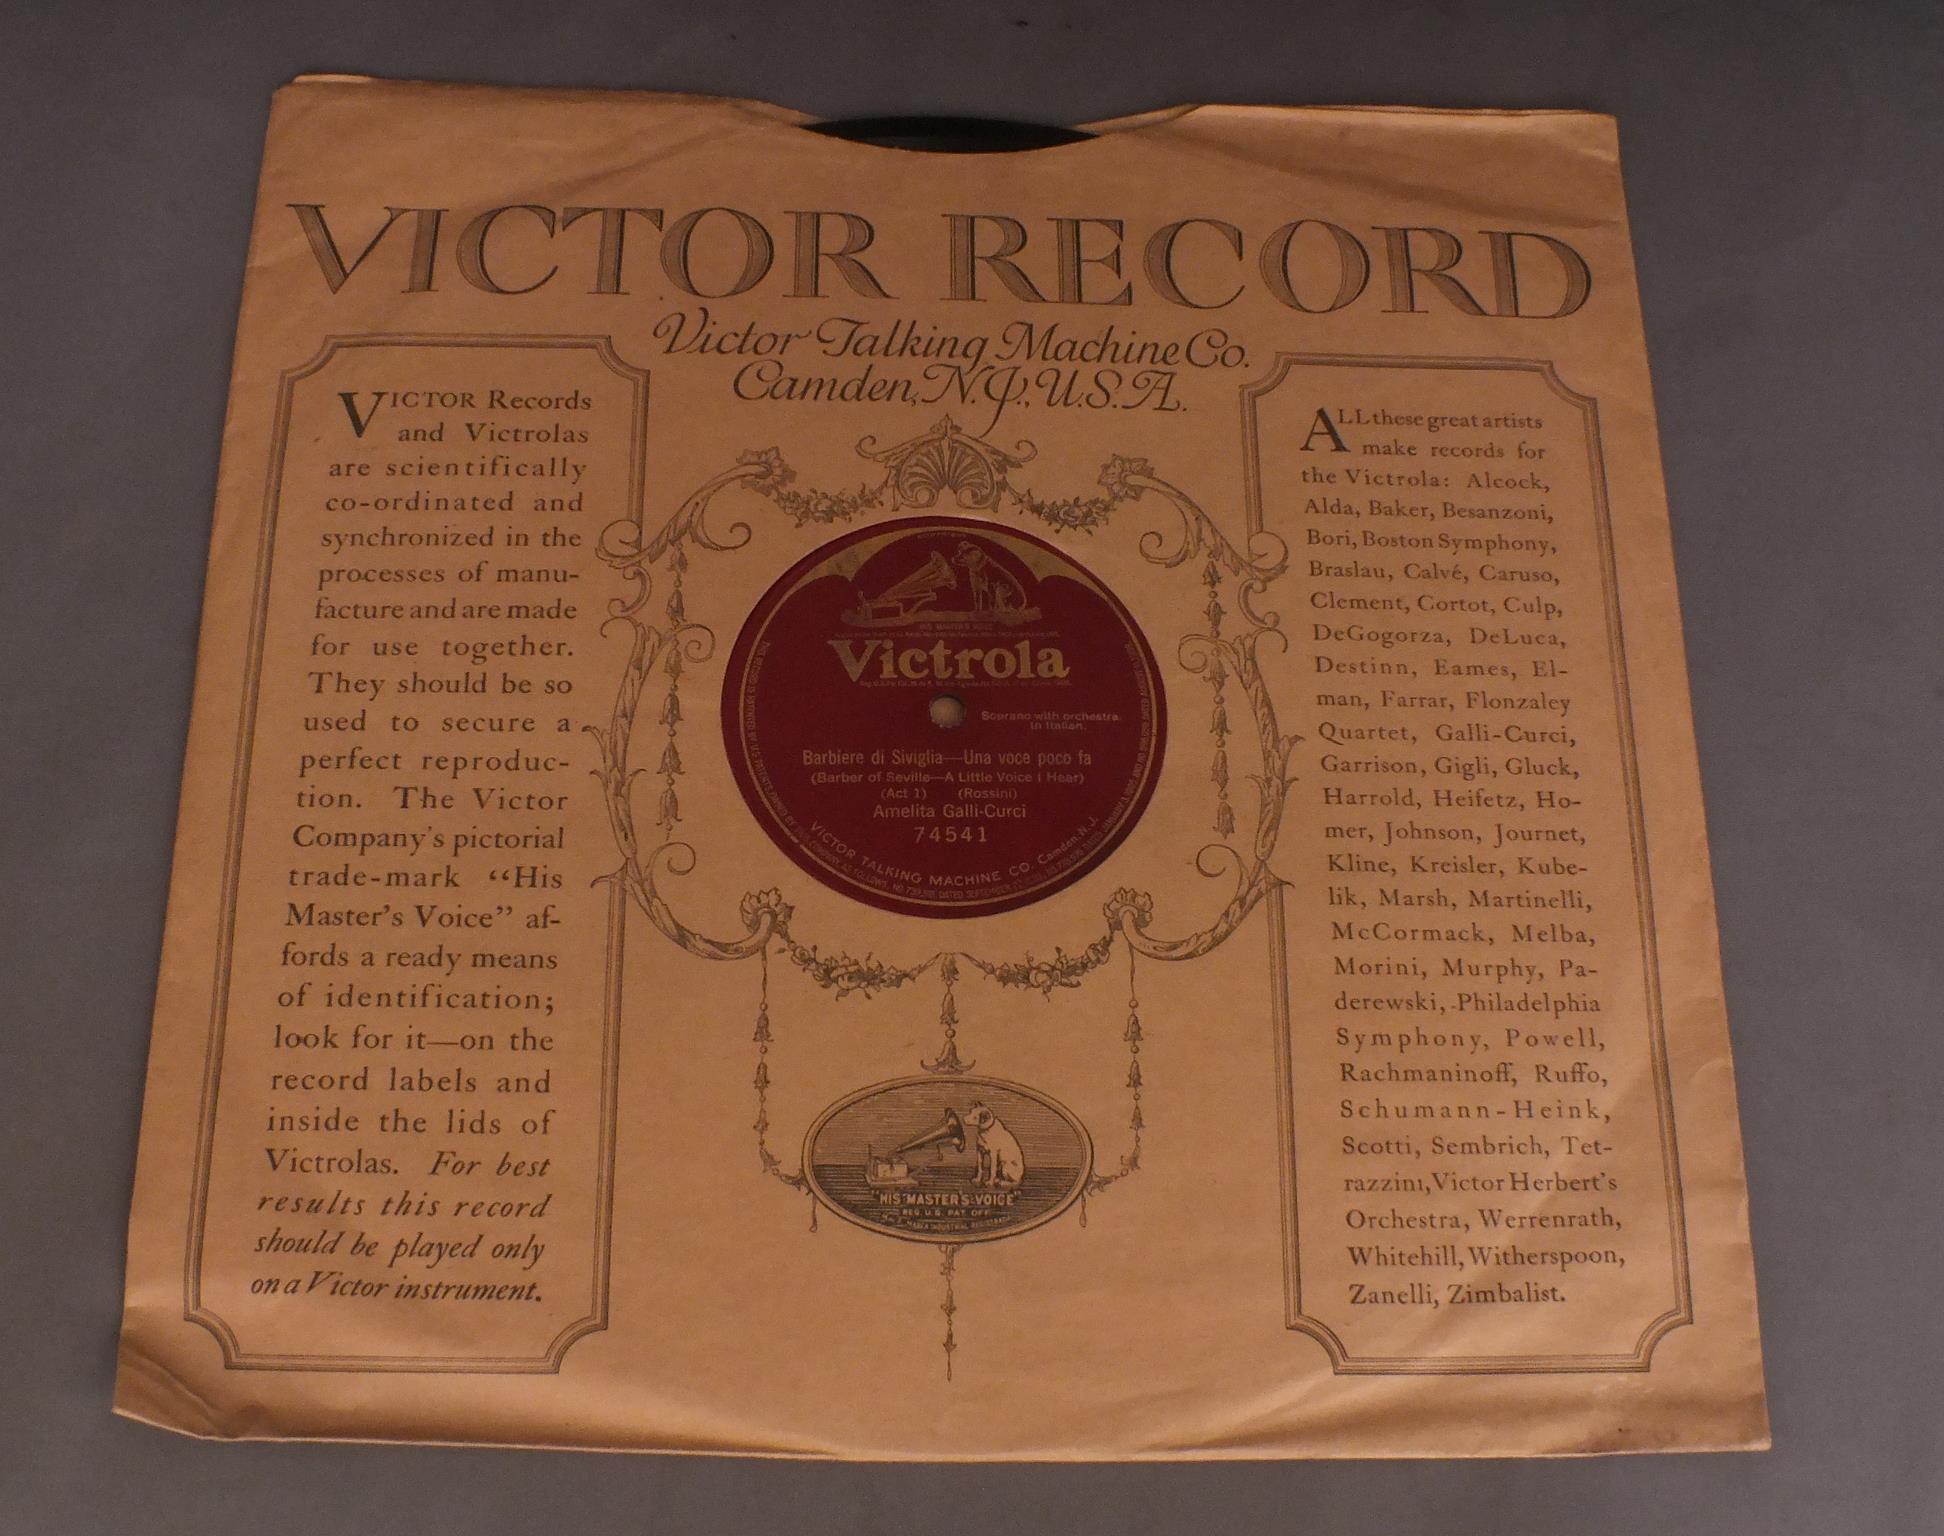 VICTOR RECORD
Victor Talking Machine Co.
Camden, N.J., U.S.A.
VICTOR Records
and Victrolas
are scientifically
co-ordinated and
synchronized in the
processes of manu-
facture and are made
for use together.
They should be so
used to secure a
perfect reproduc-
tion. The Victor
Company's pictorial
trade-mark “His
Master's Voice” af-
fords a ready means
of identification;
look for it—on the
record labels and
inside the lids of
Victrolas. For best
results this record
should be played only
on a Victor instrument.
HIS MASTER'S VOICE
Victrola
Soprano with orchestra
In Italian.
Barbiere di Siviglia—Una voce poco fa
(Barber of Seville—A Little Voice I Hear)
(Act 1) (Rossini)
Amelita Galli-Curci
74541
VICTOR TALKING MACHINE CO. Camden, N.J.
"HIS MASTER'S VOICE"
REG. U.S. PAT. OFF.
MARCA INDUSTRIAL REGISTRADA
ALL these great artists
make records for
the Victrola: Alcock,
Alda, Baker, Besanzoni,
Bori, Boston Symphony,
Braslau, Calvé, Caruso,
Clement, Cortot, Culp,
DeGogorza, DeLuca,
Destinn, Eames, El-
man, Farrar, Flonzaley
Quartet, Galli-Curci,
Garrison, Gigli, Gluck,
Harrold, Heifetz, Ho-
mer, Johnson, Journet,
Kline, Kreisler, Kube-
lik, Marsh, Martinelli,
McCormack, Melba,
Morini, Murphy, Pa-
derewski, Philadelphia
Symphony, Powell,
Rachmaninoff, Ruffo,
Schumann-Heink,
Scotti, Sembrich, Tet-
razzini, Victor Herbert's
Orchestra, Werrenrath,
Whitehill, Witherspoon,
Zanelli, Zimbalist.